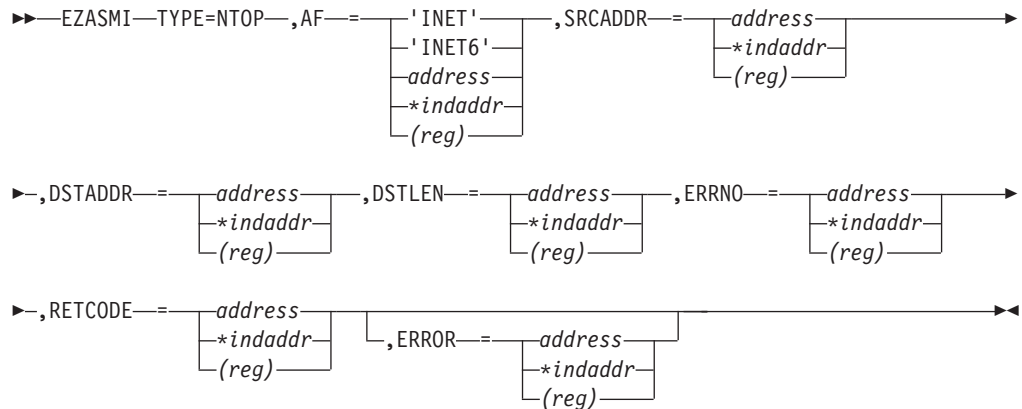 EZASMI TYPE=NTOP ,AF = 'INET' ,SRCADDR = address
'INET6' *indaddr
address (reg)
*indaddr
(reg)
,DSTADDR = address ,DSTLEN = address ,ERRNO = address
*indaddr *indaddr *indaddr
(reg) (reg) (reg)
,RETCODE = address
*indaddr ,ERROR = address
(reg) *indaddr
(reg)